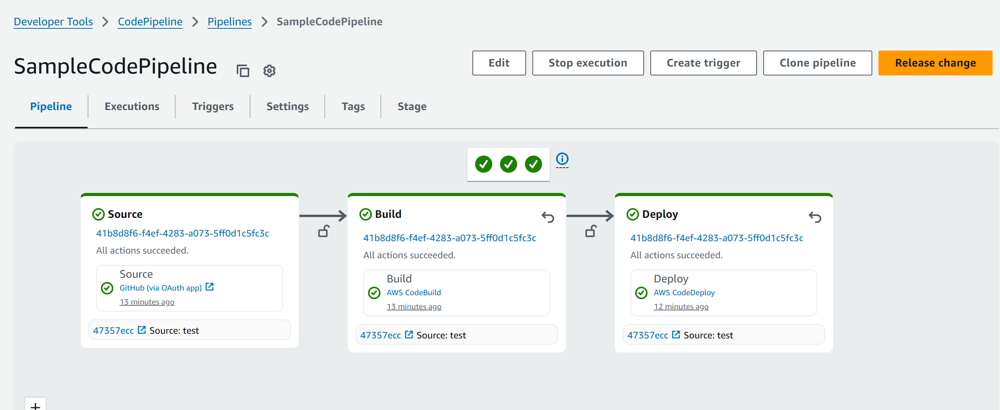 Developer Tools > CodePipeline > Pipelines > SampleCodePipeline
SampleCodePipeline
Edit
Stop execution
Create trigger
Clone pipeline
Release change
Pipeline
Executions
Triggers
Settings
Tags
Stage
Source
41b8d8f6-f4ef-4283-a073-5ff0d1c5fc3c
All actions succeeded.
Source
GitHub (via OAuth app)
13 minutes ago
47357ecc Source: test
Build
41b8d8f6-f4ef-4283-a073-5ff0d1c5fc3c
All actions succeeded.
Build
AWS CodeBuild
13 minutes ago
47357ecc Source: test
Deploy
41b8d8f6-f4ef-4283-a073-5ff0d1c5fc3c
All actions succeeded.
Deploy
AWS CodeDeploy
12 minutes ago
47357ecc Source: test